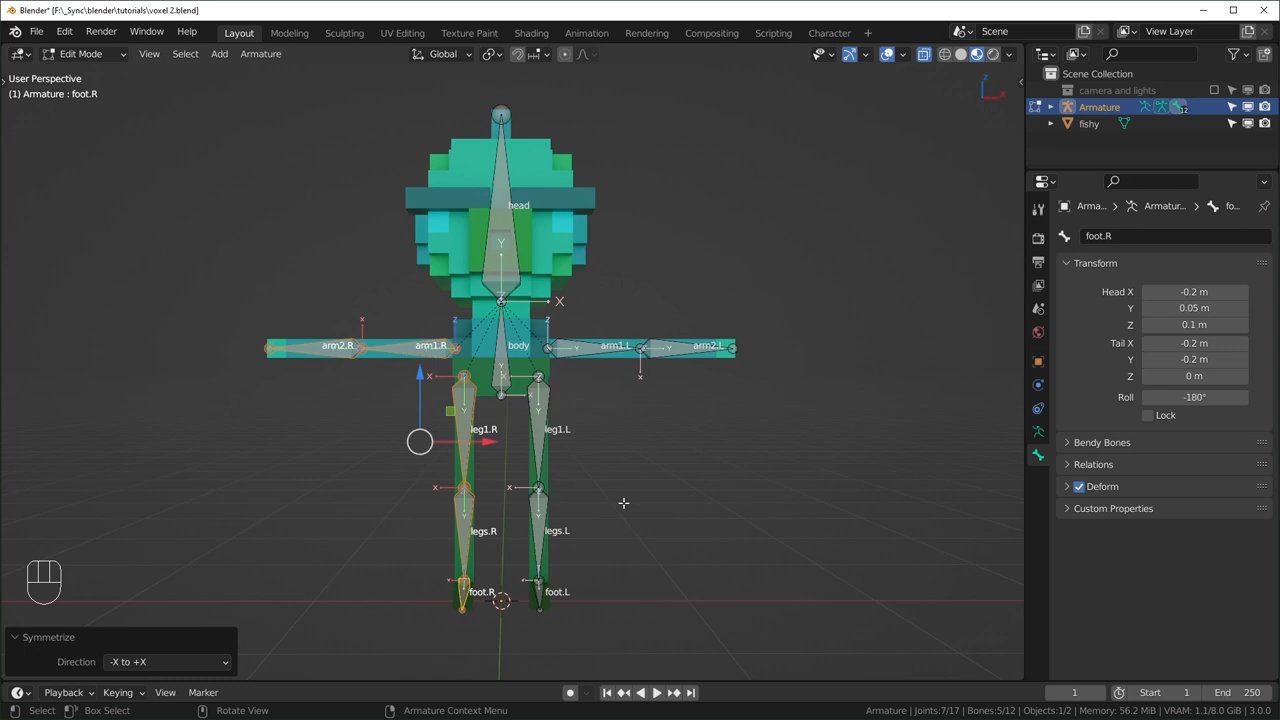 Blender* [F:\_Sync\blender\tutorials\voxel 2.blend]
File Edit Render Window Help Layout Modeling Sculpting UV Editing Texture Paint Shading Animation Rendering Compositing Scripting Character + Scene View Layer
Edit Mode View Select Add Armature Global
User Perspective
(1) Armature : foot.R
Scene Collection
camera and lights
Armature 12
fishy
Arma... Armatur... fo...
foot.R
Transform
Head X -0.2 m
Y 0.05 m
Z 0.1 m
Tail X -0.2 m
Y -0.2 m
Z 0 m
Roll -180°
Lock
Bendy Bones
Relations
Deform
Custom Properties
Z
X
head
Y
X
arm2.R arm1.R body arm1.L arm2.L
leg1.R leg1.L
legs.R legs.L
foot.R foot.L
Symmetrize
Direction -X to +X
Playback Keying View Marker 1 Start 1 End 250
Select Box Select Rotate View Armature Context Menu Armature | Joints:7/17 | Bones:5/12 | Objects:1/2 | Memory: 56.2 MiB | VRAM: 1.1/8.0 GiB | 3.0.0